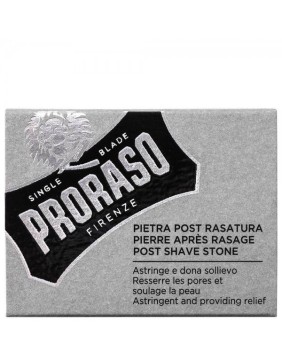 SINGLE BLADE
PRORASO
FIRENZE
PIETRA POST RASATURA
PIERRE APRÈS RASAGE
POST SHAVE STONE
Astringe e dona sollievo
Resserre les pores et
soulage la peau
Astringent and providing relief